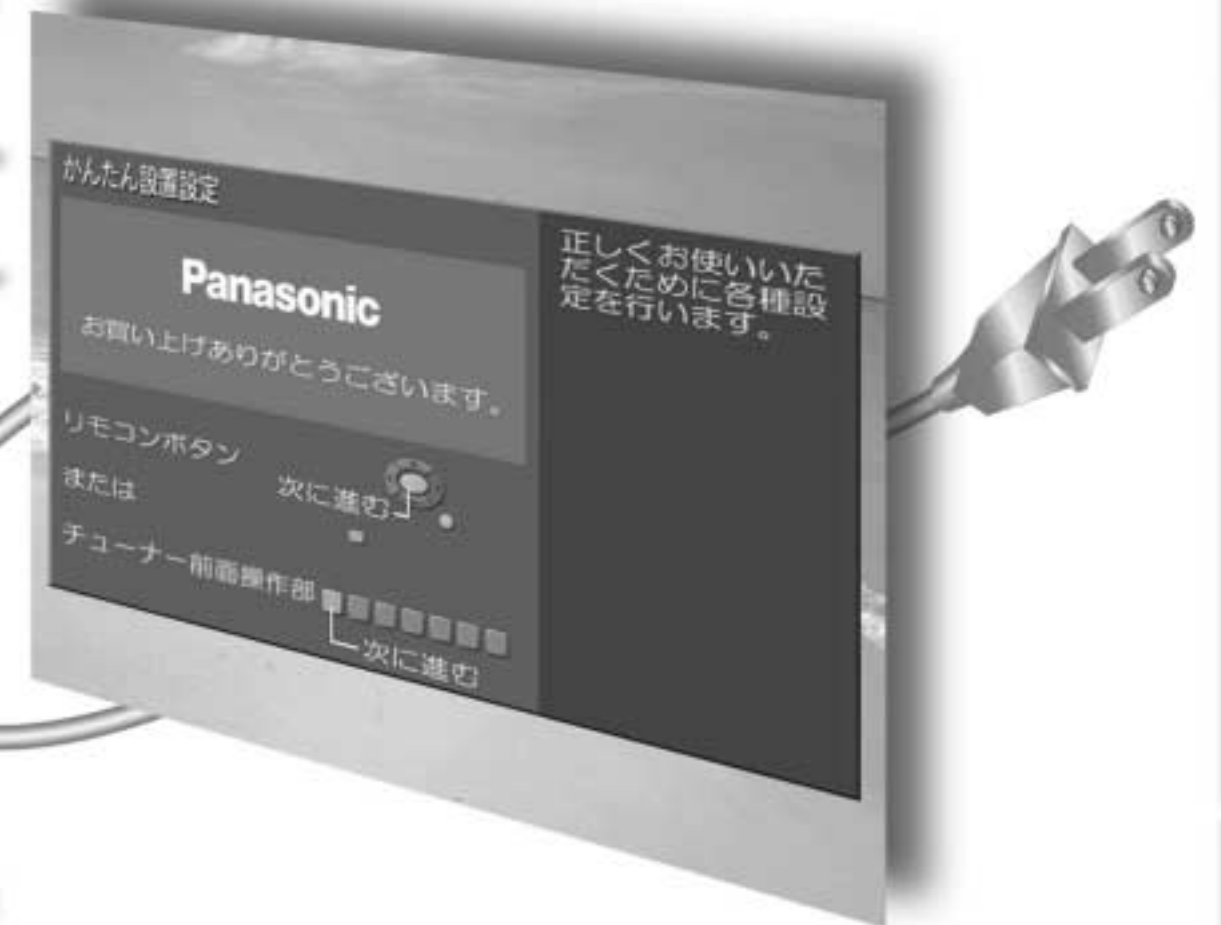 かんたん設置設定
Panasonic
お買い上げありがとうございます。
リモコンボタン
または
次に進む
チューナー前面操作部
次に進む
正しくお使いいた
だくために各種設
定を行います。